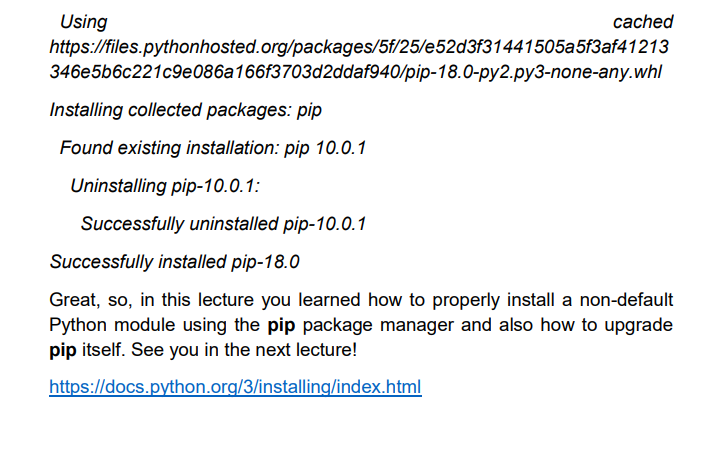 Using cached
https://files.pythonhosted.org/packages/5f/25/e52d3f31441505a5f3af41213
346e5b6c221c9e086a166f3703d2ddaf940/pip-18.0-py2.py3-none-any.whl
Installing collected packages: pip
Found existing installation: pip 10.0.1
Uninstalling pip-10.0.1:
Successfully uninstalled pip-10.0.1
Successfully installed pip-18.0
Great, so, in this lecture you learned how to properly install a non-default
Python module using the pip package manager and also how to upgrade
pip itself. See you in the next lecture!
https://docs.python.org/3/installing/index.html